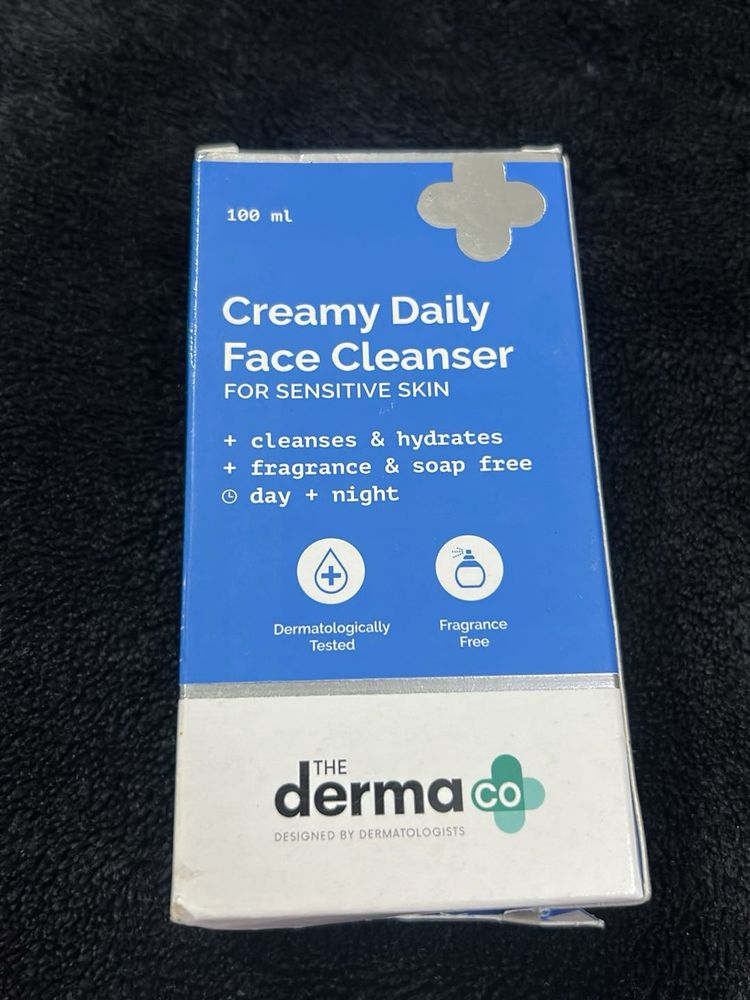 100 ml
Creamy Daily
Face Cleanser
FOR SENSITIVE SKIN
+ cleanses & hydrates
+ fragrance & soap free
day + night
Dermatologically
Tested
Fragrance
Free
THE
derma co
DESIGNED BY DERMATOLOGISTS